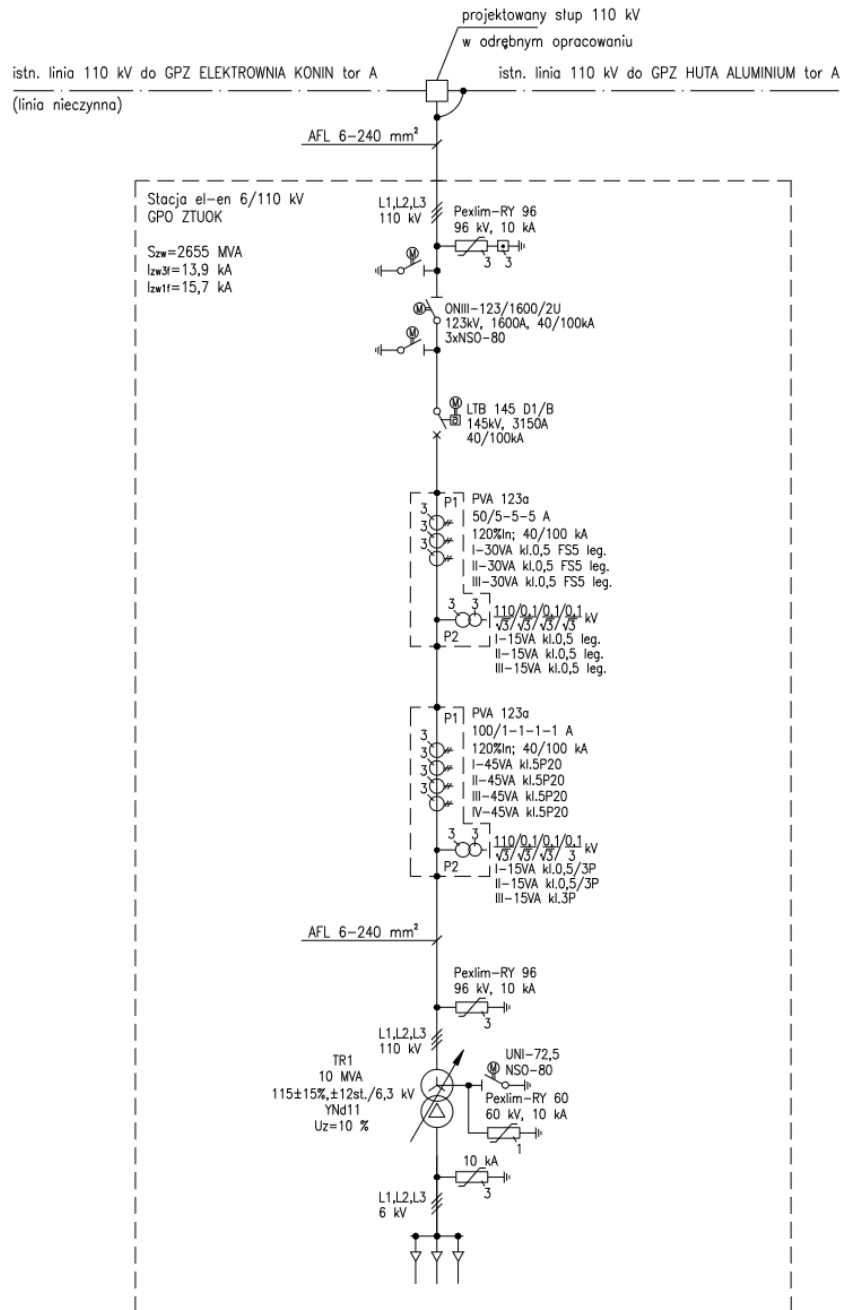 projektowany słup 110 kV
w odrębnym opracowaniu
istn. linia 110 kV do GPZ ELEKTROWNIA KONIN tor A
istn. linia 110 kV do GPZ HUTA ALUMINIUM tor A
(linia nieczynna)
AFL 6-240 mm²
Stacja el-en 6/110 kV
GPO ZTUOK
Szw=2655 MVA
Izw3f=13,9 kA
Izw1f=15,7 kA
L1,L2,L3
110 kV
Pexlim-RY 96
96 kV, 10 kA
3 3
M
M
ONIII-123/1600/2U
123kV, 1600A, 40/100kA
3xNSO-80
M
M
LTB 145 D1/B
145kV, 3150A
40/100kA
a
P1
PVA 123a
50/5-5-5 A
120%In; 40/100 kA
I-30VA kl.0,5 FS5 leg.
II-30VA kl.0,5 FS5 leg.
III-30VA kl.0,5 FS5 leg.
3
3
3
3 3
110/0,1/0,1/0,1 kV
√3/√3/√3/√3
P2
I-15VA kl.0,5 leg.
II-15VA kl.0,5 leg.
III-15VA kl.0,5 leg.
P1
PVA 123a
100/1-1-1-1 A
120%In; 40/100 kA
I-45VA kl.5P20
II-45VA kl.5P20
III-45VA kl.5P20
IV-45VA kl.5P20
3
3
3
3
3 3
110/0,1/0,1/0,1 kV
√3/√3/√3/ 3
P2
I-15VA kl.0,5/3P
II-15VA kl.0,5/3P
III-15VA kl.3P
AFL 6-240 mm²
Pexlim-RY 96
96 kV, 10 kA
3
L1,L2,L3
110 kV
TR1
10 MVA
115±15%,±12st./6,3 kV
YNd11
Uz=10 %
UNI-72,5
NSO-80
M
Pexlim-RY 60
60 kV, 10 kA
1
10 kA
3
L1,L2,L3
6 kV